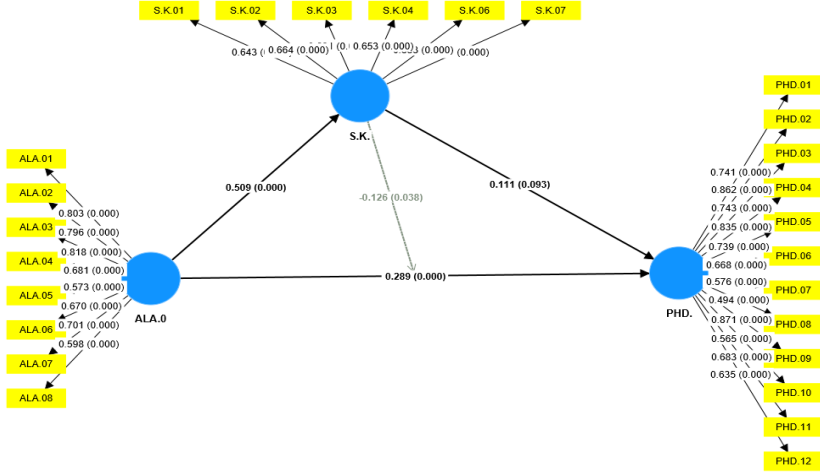 S.K.01
S.K.02
S.K.03
S.K.04
S.K.06
S.K.07
0.664 (0.000)
0.653 (0.000)
(0.000)
(0.000)
S.K.
PHD.01
PHD.02
PHD.03
PHD.04
PHD.05
PHD.06
PHD.07
PHD.08
PHD.09
PHD.10
PHD.11
PHD.12
0.741 (0.000)
0.862 (0.000)
0.743 (0.000)
0.835 (0.000)
0.739 (0.000)
0.668 (0.000)
0.576 (0.000)
0.494 (0.000)
0.871 (0.000)
0.565 (0.000)
0.683 (0.000)
0.635 (0.000)
ALA.01
ALA.02
ALA.03
ALA.04
ALA.05
ALA.06
ALA.07
ALA.08
0.803 (0.000)
0.796 (0.000)
0.818 (0.000)
0.681 (0.000)
0.573 (0.000)
0.670 (0.000)
0.701 (0.000)
0.598 (0.000)
0.509 (0.000)
-0.126 (0.038)
0.111 (0.093)
0.289 (0.000)
ALA.0
PHD.